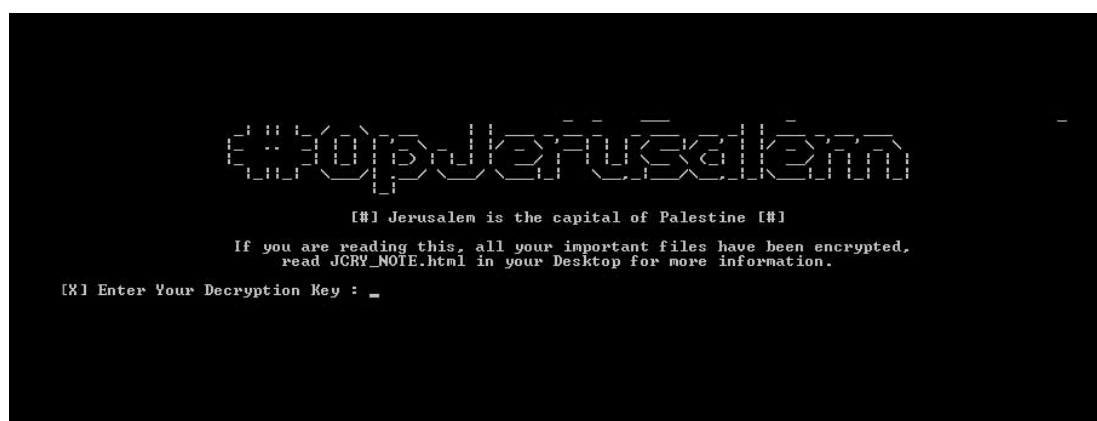 #OpJerusalem
[#] Jerusalem is the capital of Palestine [#]
If you are reading this, all your important files have been encrypted,
read JCRY_NOTE.html in your Desktop for more information.
[X] Enter Your Decryption Key : _